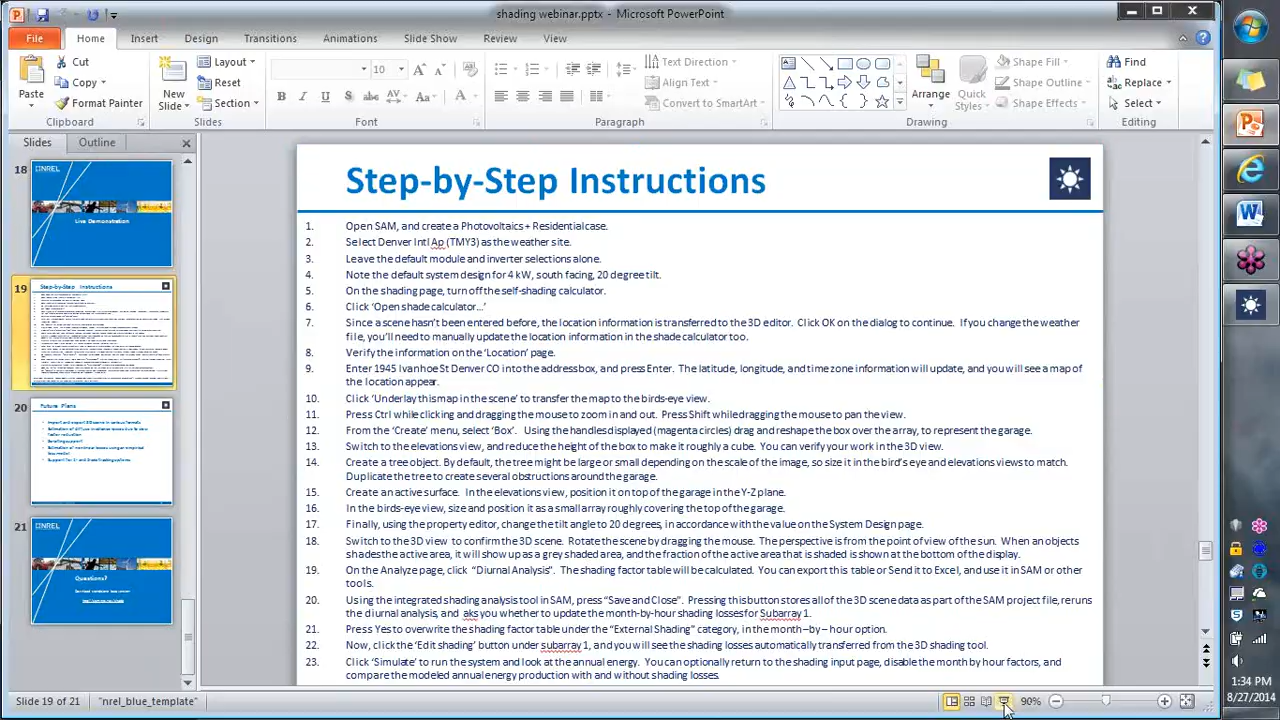 shading webinar.pptx - Microsoft PowerPoint
File Home Insert Design Transitions Animations Slide Show Review View
Cut
Copy
Format Painter
Paste
Clipboard
New
Slide
Layout
Reset
Section
Slides
10
Font
Text Direction
Align Text
Convert to SmartArt
Paragraph
Arrange
Quick
Styles
Shape Fill
Shape Outline
Shape Effects
Drawing
Find
Replace
Select
Editing
Slides Outline
18
NREL
Live Demonstration
19
Step-by-Step Instructions
20
Future Plans
21
Questions?
Step-by-Step Instructions
1. Open SAM, and create a Photovoltaics + Residential case.
2. Select Denver Intl Ap (TMY3) as the weather site.
3. Leave the default module and inverter selections alone.
4. Note the default system design for 4 kW, south facing, 20 degree tilt.
5. On the shading page, turn off the self-shading calculator.
6. Click 'Open shade calculator.
7. Since a scene hasn't been entered before, the location information is transferred to the 3D editor. Click OK on the dialog to continue. If you change the weather
file, you'll need to manually update the location information in the shade calculator too.
8. Verify the information on the 'Location' page.
9. Enter 1945 Ivanhoe St Denver CO into the address box, and press Enter. The latitude, longitude, and time zone information will update, and you will see a map of
the location appear.
10. Click 'Underlay this map in the scene' to transfer the map to the birds-eye view.
11. Press Ctrl while clicking and dragging the mouse to zoom in and out. Press Shift while dragging the mouse to pan the view.
12. From the 'Create' menu, select 'Box'. Using the handles displayed (magenta circles) draw and reshape the box over the array, to represent the garage.
13. Switch to the elevations view, and reduce the height of the box to make it roughly a cube. You can verify your work in the 3D view.
14. Create a tree object. By default, the tree might be large or small depending on the scale of the image, so size it in the bird's eye and elevations views to match.
Duplicate the tree to create several obstructions around the garage.
15. Create an active surface. In the elevations view, position it on top of the garage in the Y-Z plane.
16. In the birds-eye view, size and position it as a small array roughly covering the top of the garage.
17. Finally, using the property editor, change the tilt angle to 20 degrees, in accordance with the value on the System Design page.
18. Switch to the 3D view to confirm the 3D scene. Rotate the scene by dragging the mouse. The perspective is from the point of view of the sun. When an objects
shades the active area, it will show up as a grey shaded area, and the fraction of the active area that is shaded is shown at the bottom of the display.
19. On the Analyze page, click "Diurnal Analysis". The shading factor table will be calculated. You can export this table or Send it to Excel, and use it in SAM or other
tools.
20. Using the integrated shading analysis tool in SAM, press "Save and Close". Pressing this button stores all of the 3D scene data as part of the SAM project file, reruns
the diurnal analysis, and aks you whether to update the month-by-hour shading losses for Subarray 1.
21. Press Yes to overwrite the shading factor table under the "External Shading" category, in the month–by – hour option.
22. Now, click the 'Edit shading' button under subarray 1, and you will see the shading losses automatically transferred from the 3D shading tool.
23. Click 'Simulate' to run the system and look at the annual energy. You can optionally return to the shading input page, disable the month by hour factors, and
compare the modeled annual energy production with and without shading losses.
Slide 19 of 21 "nrel_blue_template" 90%
1:34 PM
8/27/2014